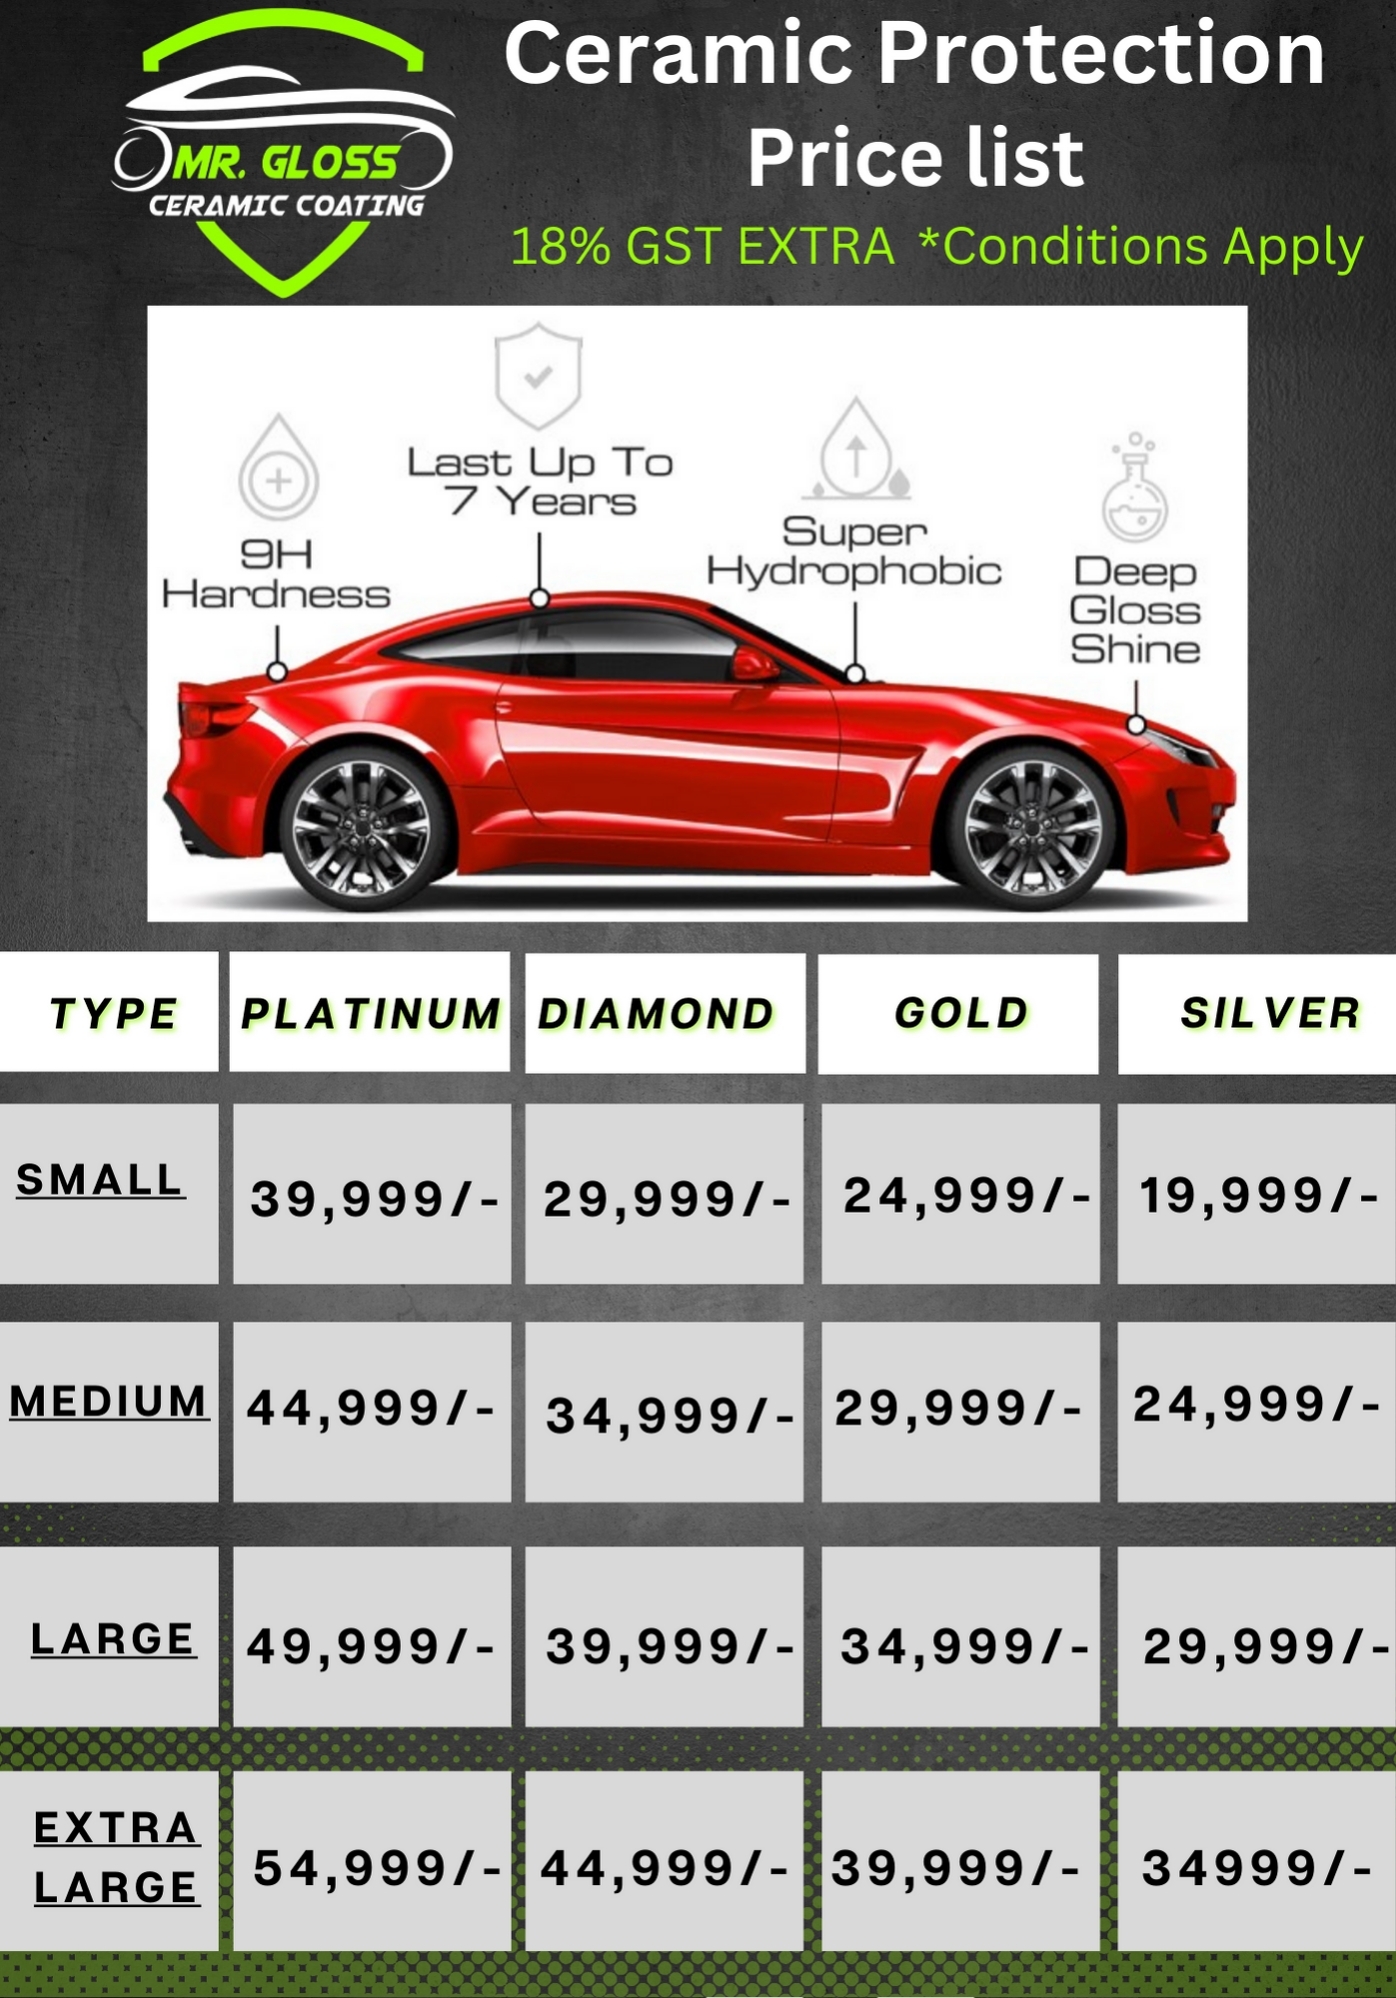 MR. GLOSS
CERAMIC COATING
Ceramic Protection
Price list
18% GST EXTRA *Conditions Apply
9H
Hardness
Last Up To
7 Years
Super
Hydrophobic
Deep
Gloss
Shine
TYPE PLATINUM DIAMOND GOLD SILVER
SMALL 39,999/- 29,999/- 24,999/- 19,999/-
MEDIUM 44,999/- 34,999/- 29,999/- 24,999/-
LARGE 49,999/- 39,999/- 34,999/- 29,999/-
EXTRA
LARGE 54,999/- 44,999/- 39,999/- 34999/-